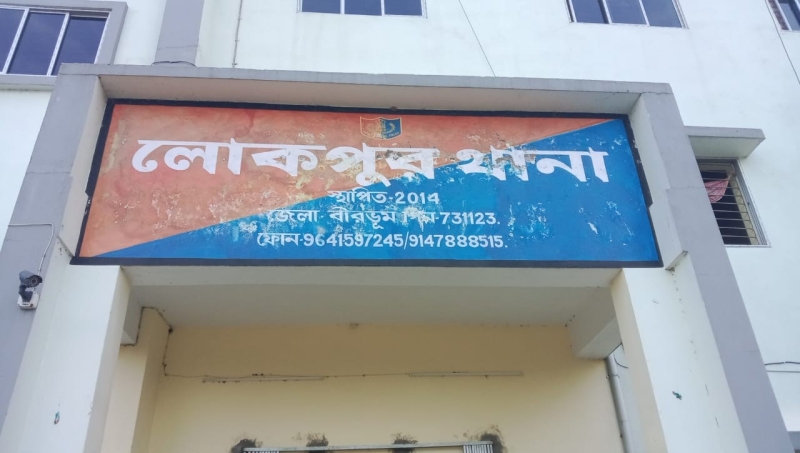 লোকপুর থানা
স্থাপিত-2014
জেলা বীরভূম পিন-731123.
ফোন-9641597245/9147888515.